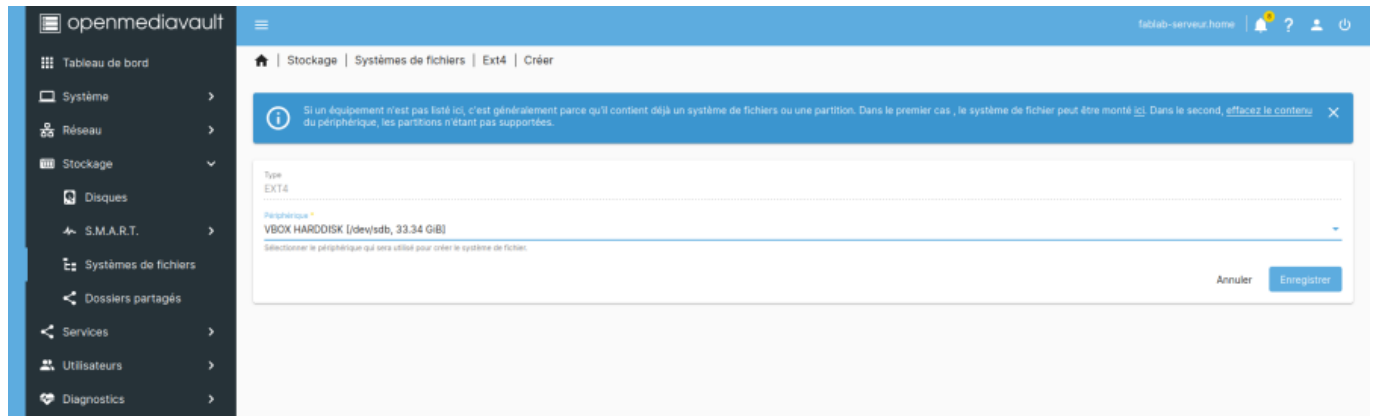 openmediavault
fablab-serveur.home
Tableau de bord
Stockage | Systèmes de fichiers | Ext4 | Créer
Système
Si un équipement n'est pas listé ici, c'est généralement parce qu'il contient déjà un système de fichiers ou une partition. Dans le premier cas , le système de fichier peut être monté ici. Dans le second, effacez le contenu
du périphérique, les partitions n'étant pas supportées.
Réseau
Stockage
Type
EXT4
Disques
Périphérique *
VBOX HARDDISK [/dev/sdb, 33.34 GiB]
S.M.A.R.T.
Sélectionner le périphérique qui sera utilisé pour créer le système de fichier.
Systèmes de fichiers
Annuler
Enregistrer
Dossiers partagés
Services
Utilisateurs
Diagnostics